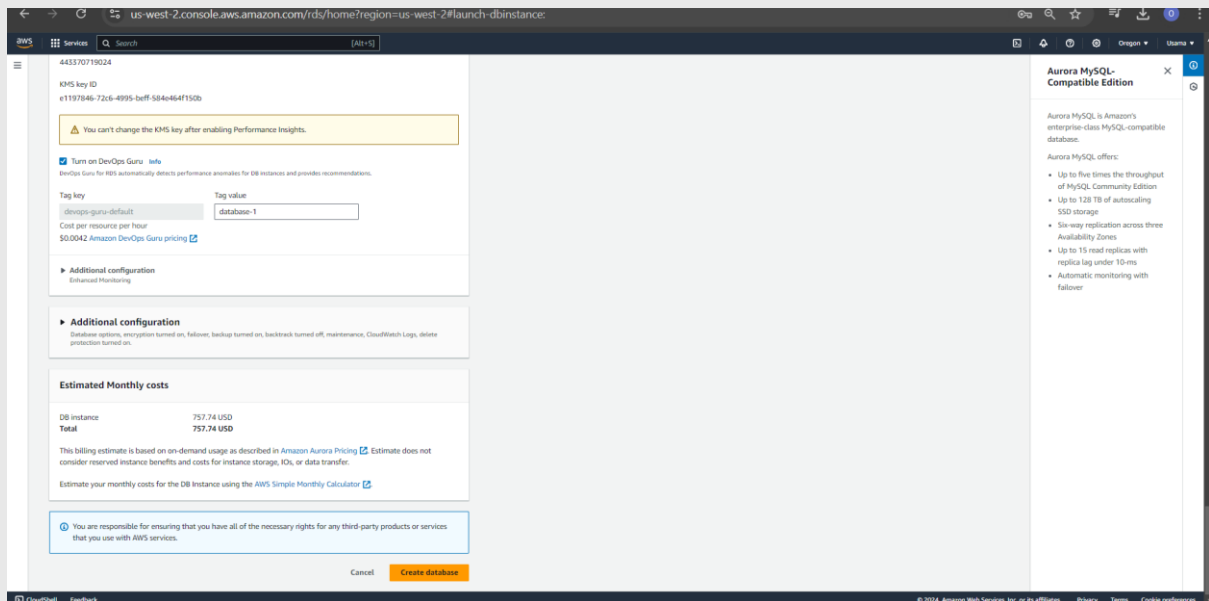 us-west-2.console.aws.amazon.com/rds/home?region=us-west-2#launch-dbinstance:
aws Services Search [Alt+S] Oregon Usama
443370719024
KMS key ID
e1197846-72c6-4995-beff-584e464f150b
You can't change the KMS key after enabling Performance Insights.
Turn on DevOps Guru Info
DevOps Guru for RDS automatically detects performance anomalies for DB instances and provides recommendations.
Tag key Tag value
devops-guru-default database-1
Cost per resource per hour
$0.0042 Amazon DevOps Guru pricing
Additional configuration
Enhanced Monitoring
Additional configuration
Database options, encryption turned on, failover, backup turned on, backtrack turned off, maintenance, CloudWatch Logs, delete
protection turned on.
Estimated Monthly costs
DB instance 757.74 USD
Total 757.74 USD
This billing estimate is based on on-demand usage as described in Amazon Aurora Pricing. Estimate does not
consider reserved instance benefits and costs for instance storage, IOs, or data transfer.
Estimate your monthly costs for the DB Instance using the AWS Simple Monthly Calculator.
You are responsible for ensuring that you have all of the necessary rights for any third-party products or services
that you use with AWS services.
Cancel Create database
Aurora MySQL-
Compatible Edition
Aurora MySQL is Amazon's
enterprise-class MySQL-compatible
database.
Aurora MySQL offers:
• Up to five times the throughput
of MySQL Community Edition
• Up to 128 TB of autoscaling
SSD storage
• Six-way replication across three
Availability Zones
• Up to 15 read replicas with
replica lag under 10-ms
• Automatic monitoring with
failover
CloudShell Feedback © 2024, Amazon Web Services, Inc. or its affiliates. Privacy Terms Cookie preferences